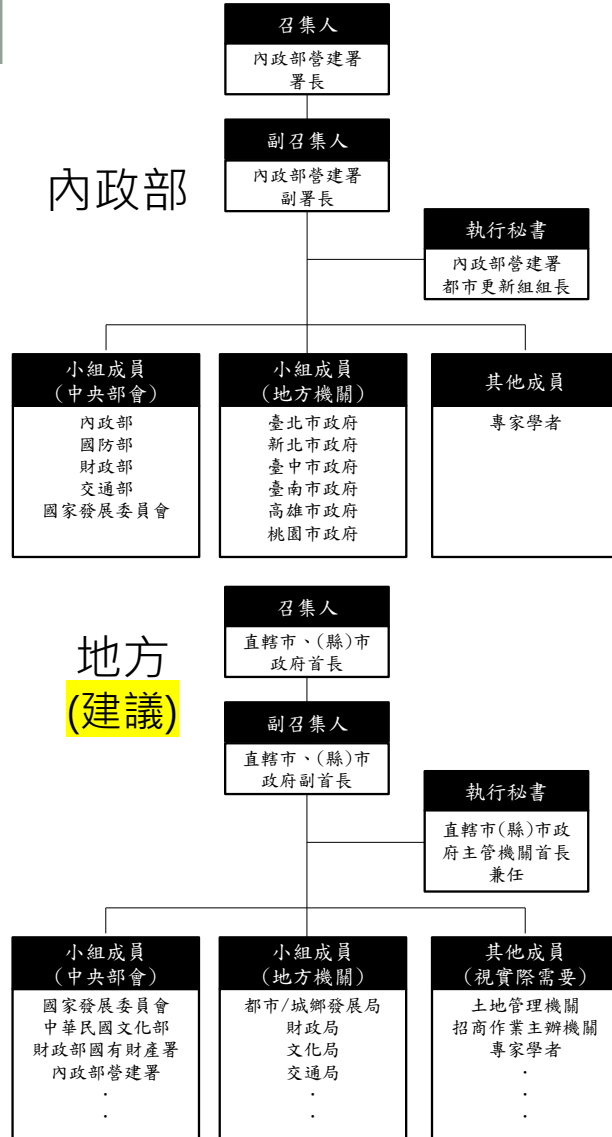 召集人
內政部營建署
署長
副召集人
內政部營建署
副署長
內政部
執行秘書
內政部營建署
都市更新組組長
小組成員
(中央部會)
內政部
國防部
財政部
交通部
國家發展委員會
小組成員
(地方機關)
臺北市政府
新北市政府
臺中市政府
臺南市政府
高雄市政府
桃園市政府
其他成員
專家學者
召集人
直轄市、(縣)市
政府首長
地方
(建議)
副召集人
直轄市、(縣)市
政府副首長
執行秘書
直轄市(縣)市政
府主管機關首長
兼任
小組成員
(中央部會)
國家發展委員會
中華民國文化部
財政部國有財產署
內政部營建署
.
.
小組成員
(地方機關)
都市/城鄉發展局
財政局
文化局
交通局
.
.
其他成員
(視實際需要)
土地管理機關
招商作業主辦機關
專家學者
.
.
.